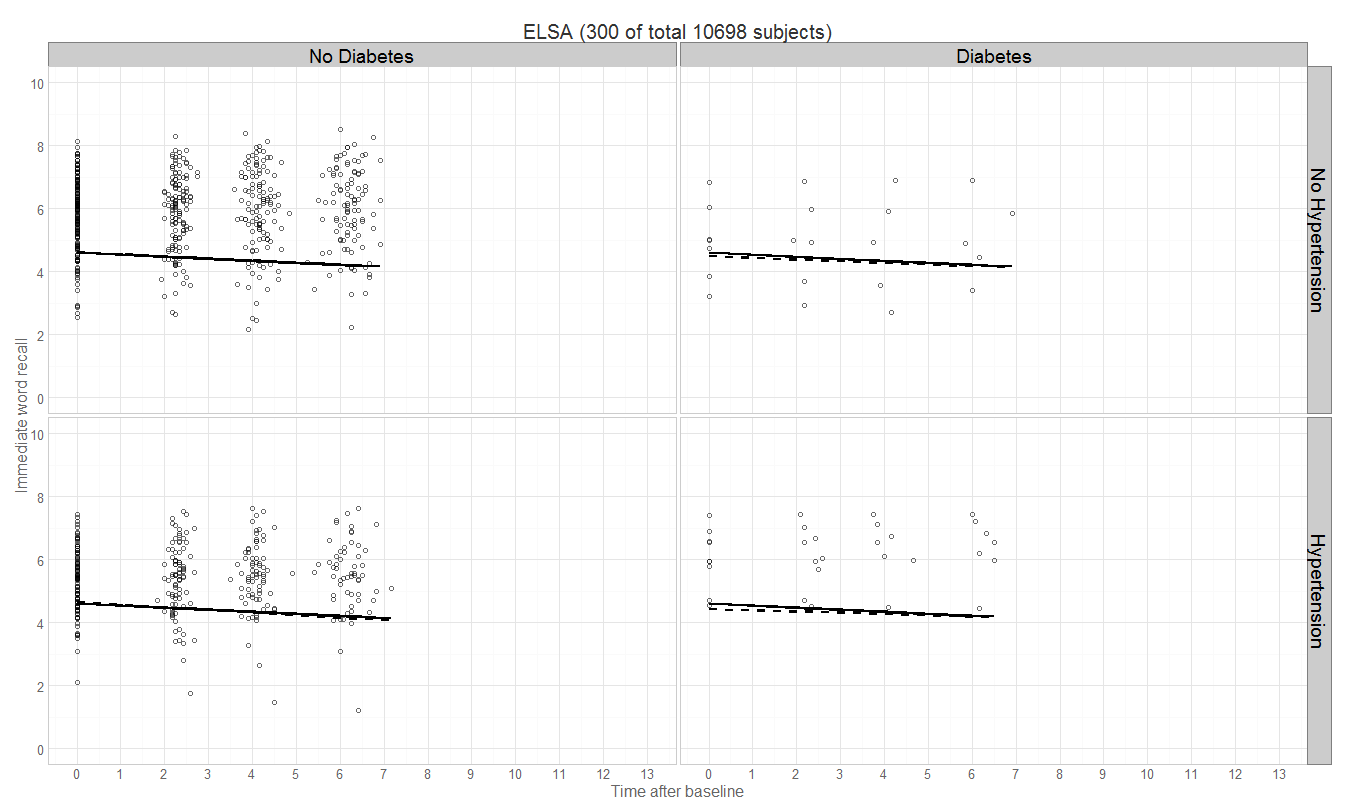 ELSA (300 of total 10698 subjects)
No Diabetes
Diabetes
10
8
6
4
2
0
No Hypertension
Immediate word recall
10
8
6
4
2
0
Hypertension
0 1 2 3 4 5 6 7 8 9 10 11 12 13
0 1 2 3 4 5 6 7 8 9 10 11 12 13
Time after baseline